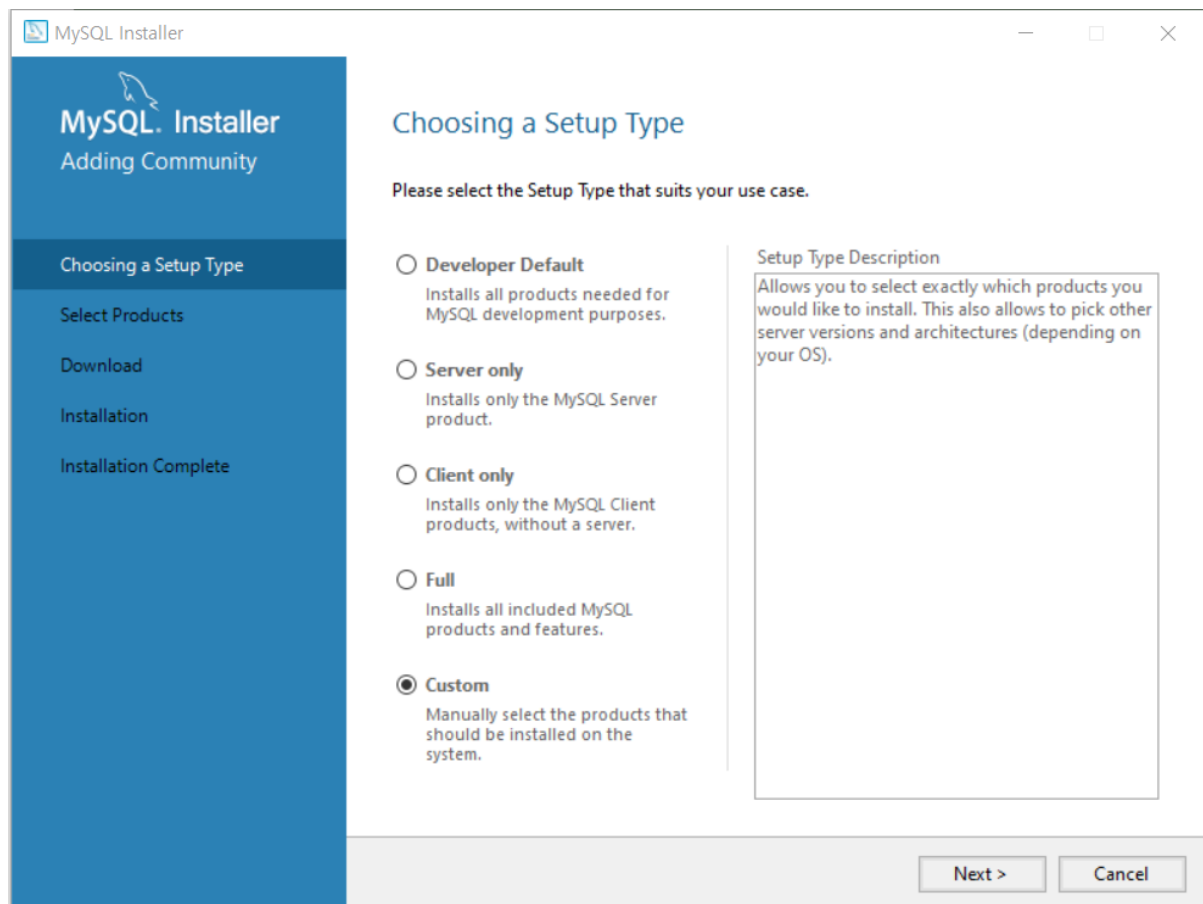 MySQL Installer
MySQL. Installer
Adding Community
Choosing a Setup Type
Select Products
Download
Installation
Installation Complete
Choosing a Setup Type
Please select the Setup Type that suits your use case.
Developer Default
Installs all products needed for
MySQL development purposes.
Server only
Installs only the MySQL Server
product.
Client only
Installs only the MySQL Client
products, without a server.
Full
Installs all included MySQL
products and features.
Custom
Manually select the products that
should be installed on the
system.
Setup Type Description
Allows you to select exactly which products you
would like to install. This also allows to pick other
server versions and architectures (depending on
your OS).
Next >
Cancel